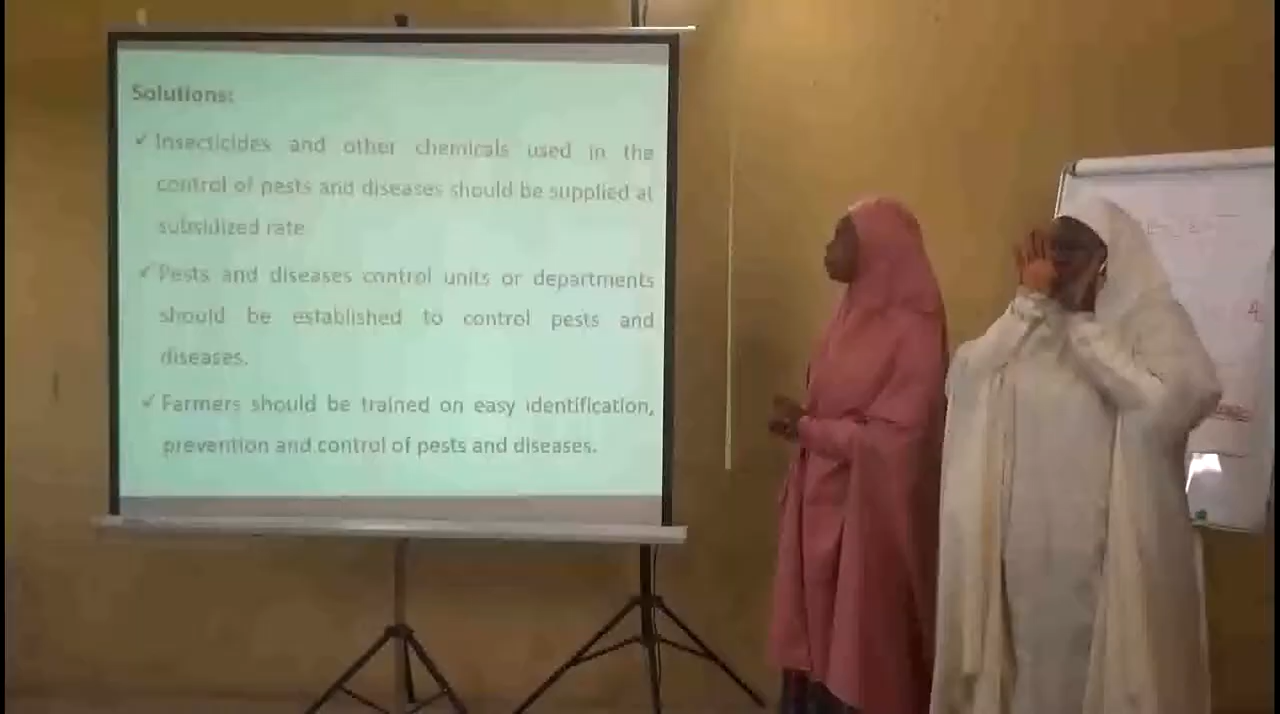 Solutions:
✓ Insecticides and other chemicals used in the
control of pests and diseases should be supplied at
subsidized rate
✓ Pests and diseases control units or departments
should be established to control pests and
diseases.
✓ Farmers should be trained on easy identification,
prevention and control of pests and diseases.